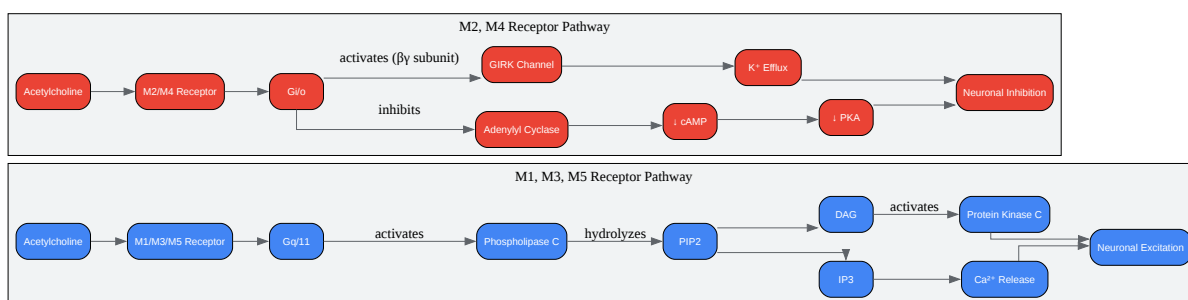 M2, M4 Receptor Pathway
activates (βγ subunit)
GIRK Channel
K⁺ Efflux
Acetylcholine
M2/M4 Receptor
Gi/o
Neuronal Inhibition
inhibits
Adenylyl Cyclase
↓ cAMP
↓ PKA
M1, M3, M5 Receptor Pathway
DAG
activates
Protein Kinase C
Acetylcholine
M1/M3/M5 Receptor
Gq/11
activates
Phospholipase C
hydrolyzes
PIP2
Neuronal Excitation
IP3
Ca²⁺ Release